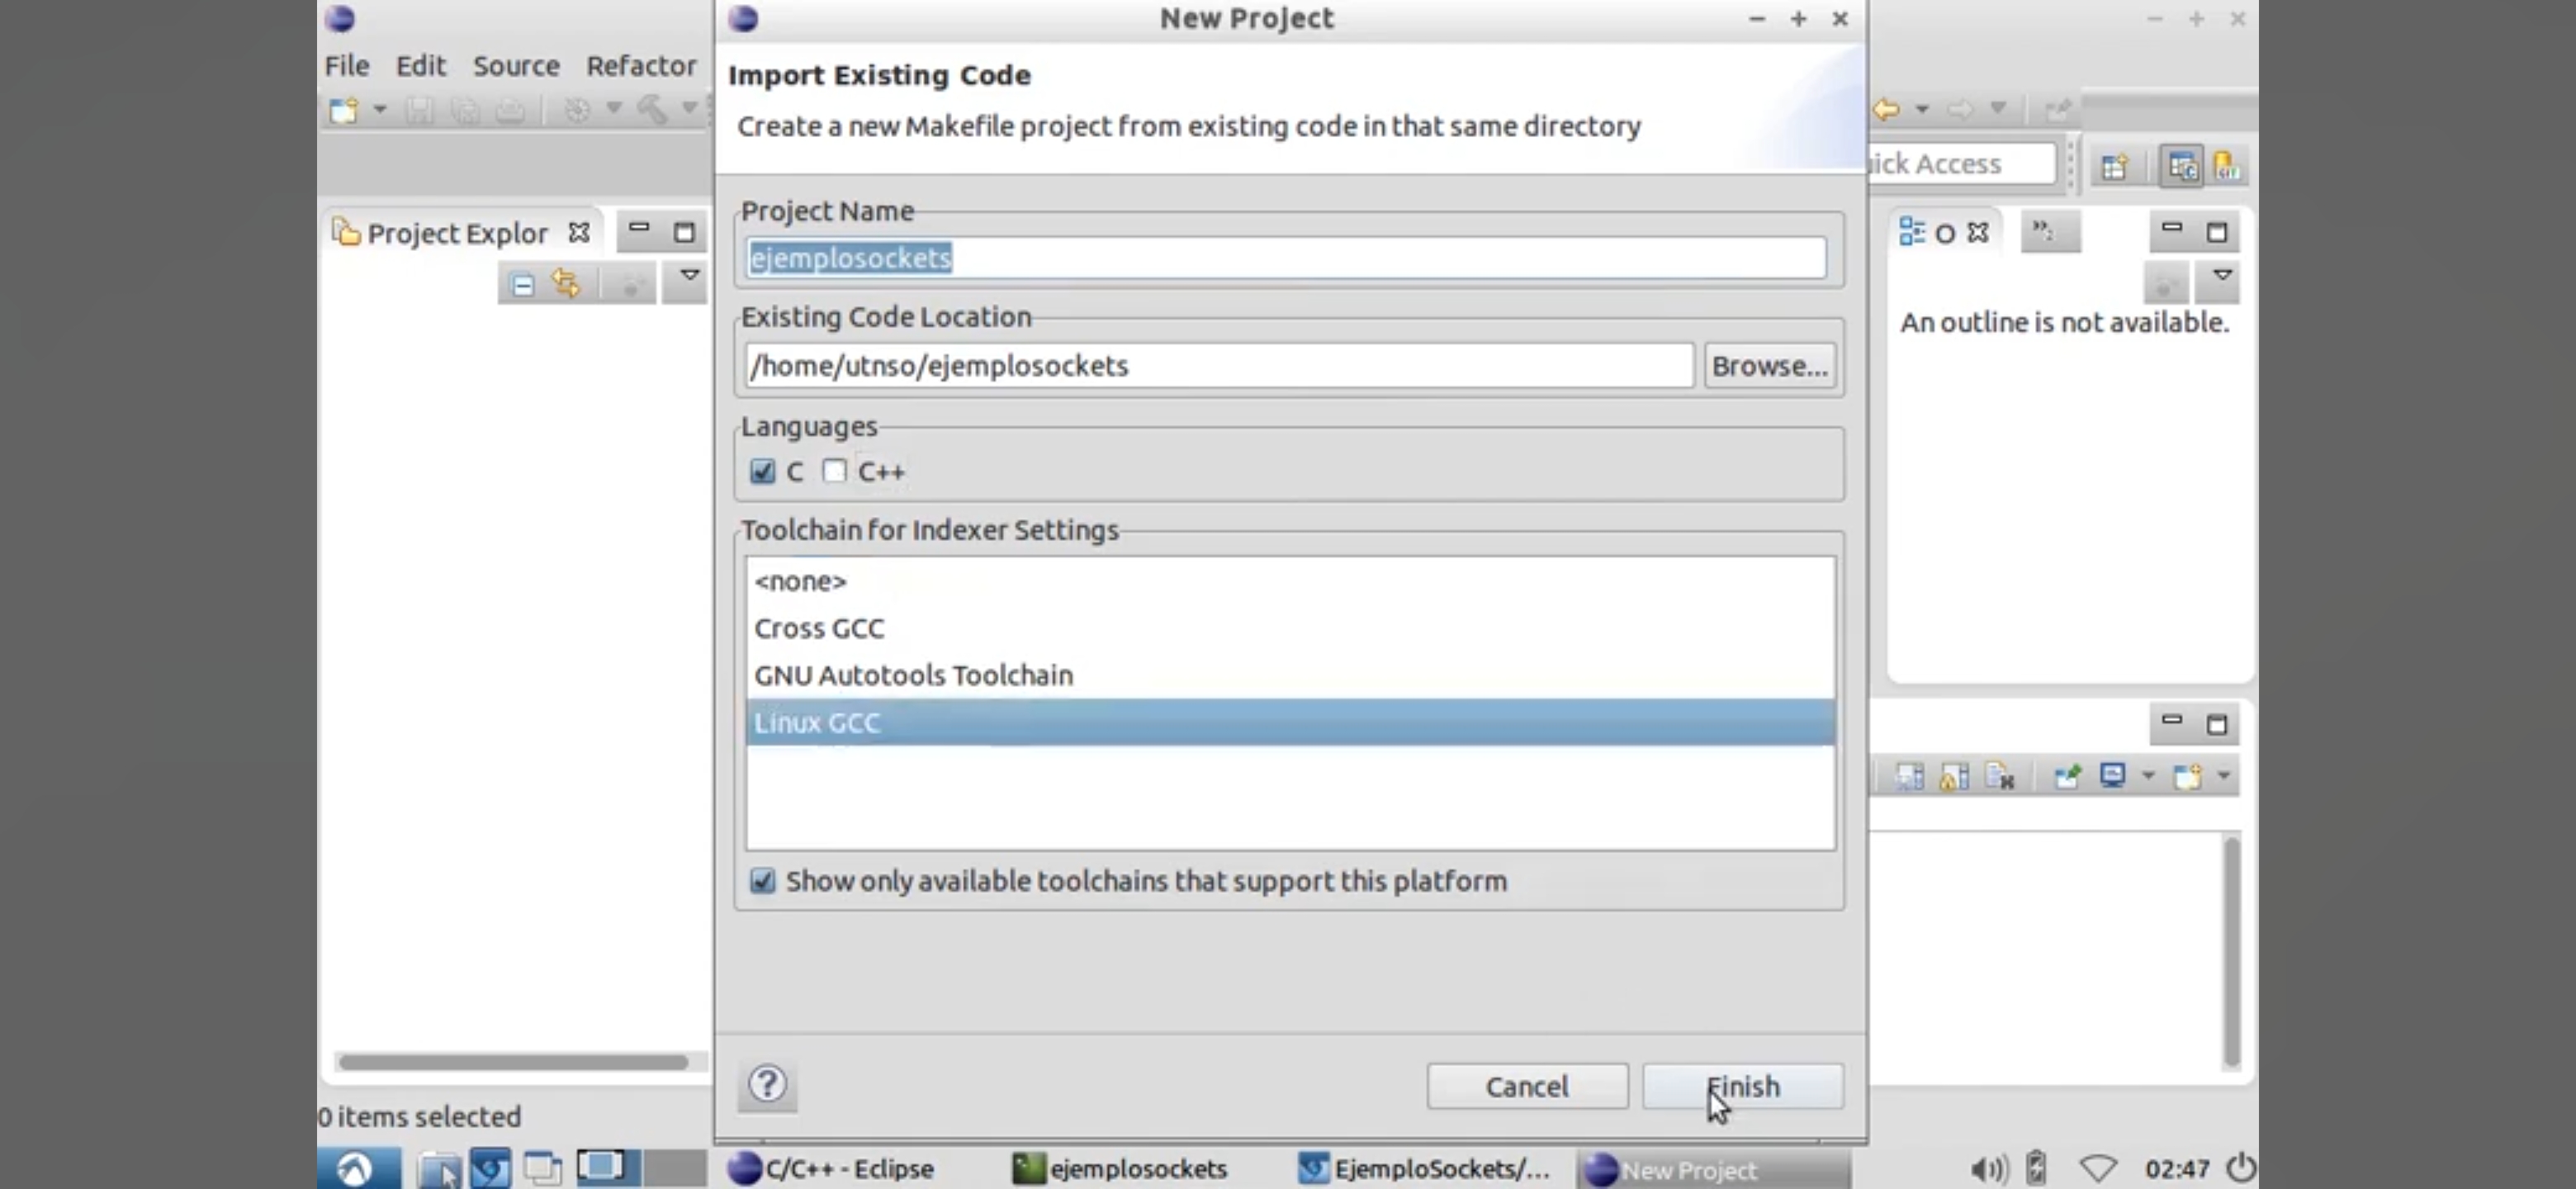 New Project
File Edit Source Refactor
Import Existing Code
Create a new Makefile project from existing code in that same directory
Access
Project Explor
Project Name
ejemplosockets
O
An outline is not available.
Existing Code Location
/home/utnso/ejemplosockets
Browse...
Languages
C C++
Toolchain for Indexer Settings
<none>
Cross GCC
GNU Autotools Toolchain
Linux GCC
Show only available toolchains that support this platform
? Cancel Finish
0 items selected
C/C++ - Eclipse ejemplosockets EjemploSockets/... New Project 02:47